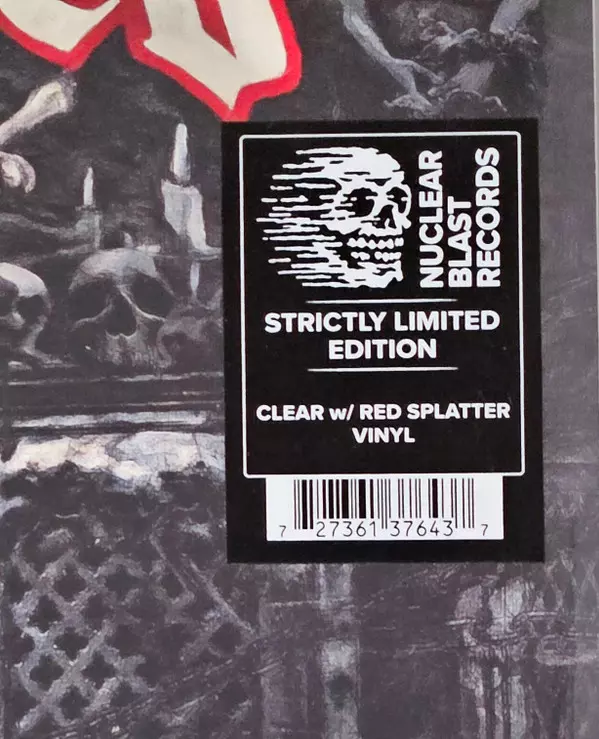 NUCLEAR
BLAST
RECORDS
STRICTLY LIMITED
EDITION
CLEAR w/ RED SPLATTER
VINYL
7 27361 37643 7